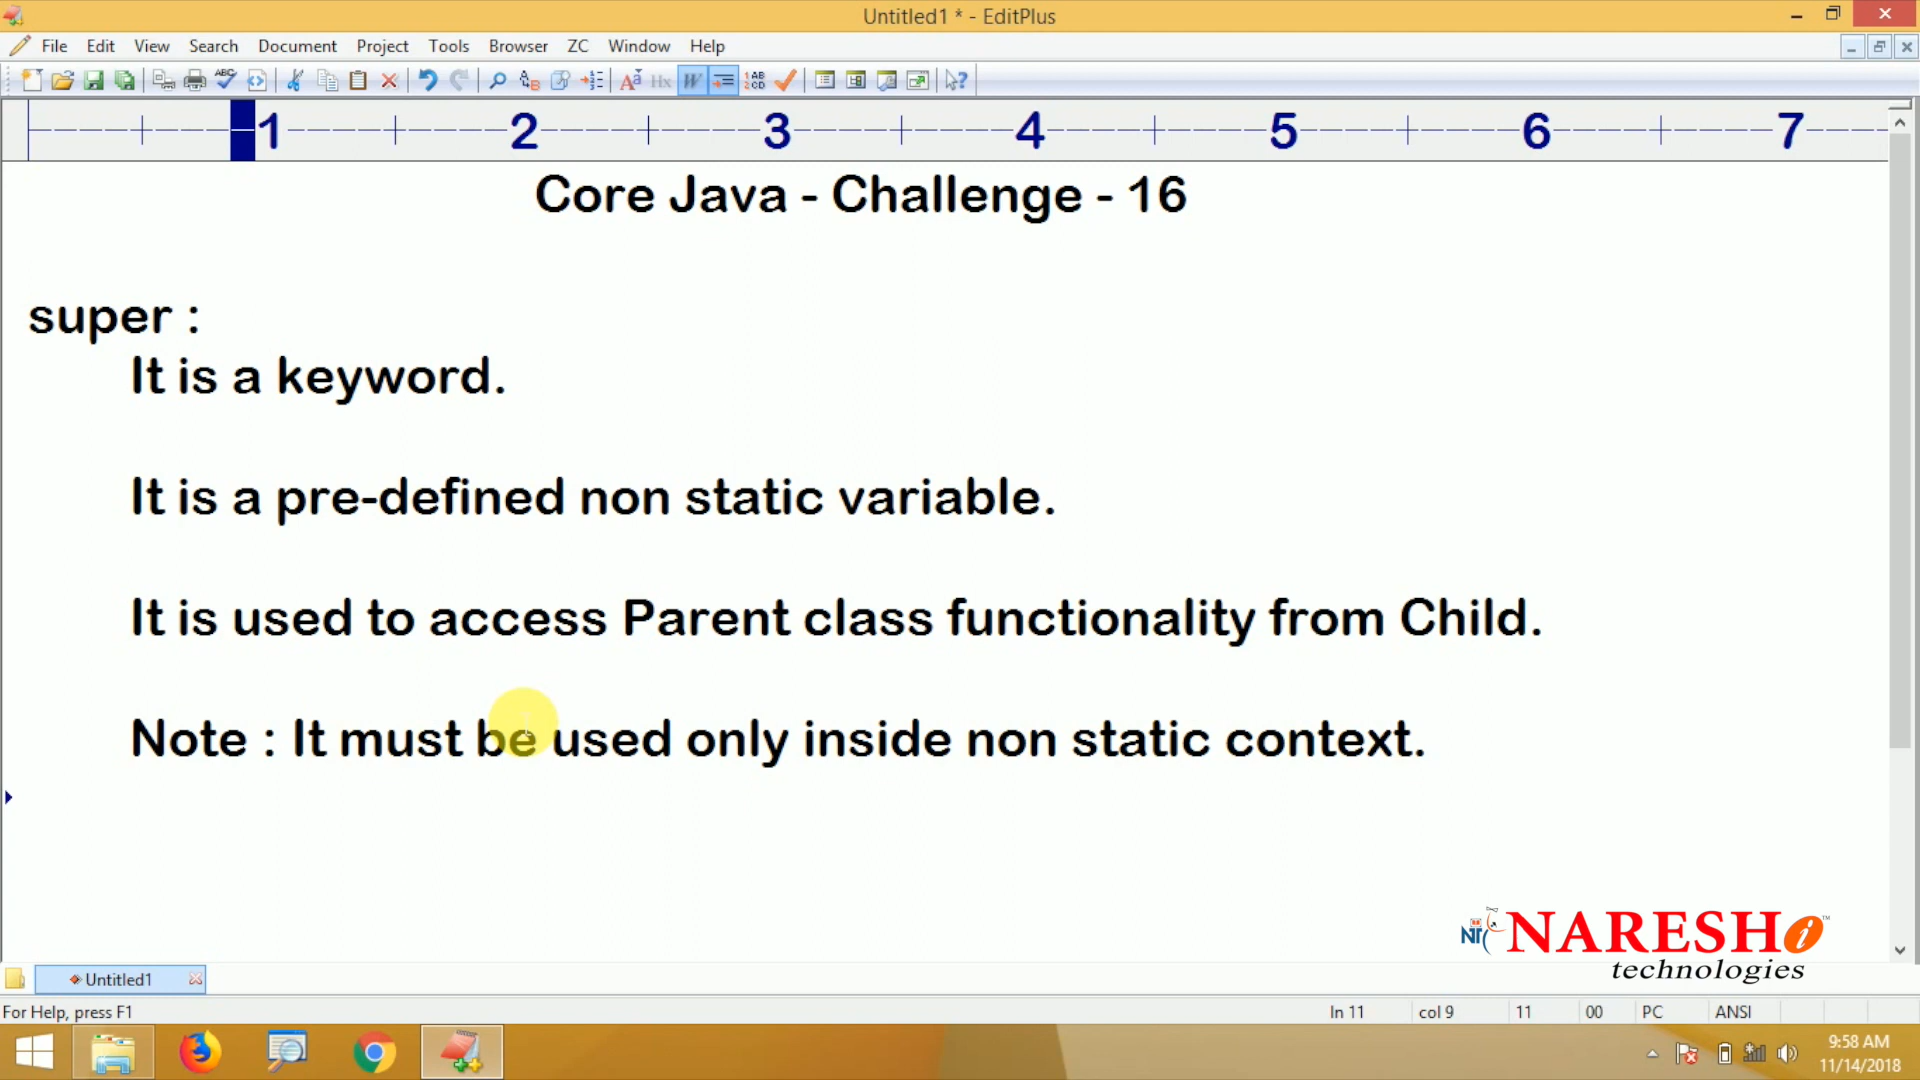 Untitled1 * - EditPlus
File Edit View Search Document Project Tools Browser ZC Window Help
1 2 3 4 5 6 7
Core Java - Challenge - 16
super :
It is a keyword.
It is a pre-defined non static variable.
It is used to access Parent class functionality from Child.
Note : It must be used only inside non static context.
NARESH i
technologies
Untitled1
For Help, press F1 ln 11 col 9 11 00 PC ANSI
9:58 AM
11/14/2018